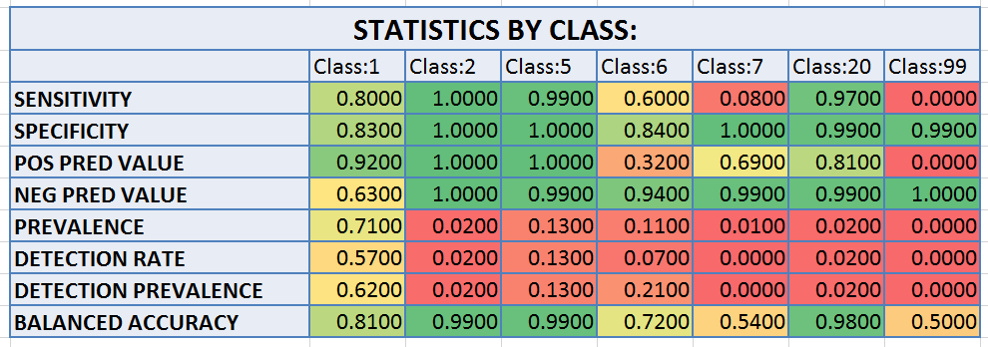 STATISTICS BY CLASS:
Class:1 Class:2 Class:5 Class:6 Class:7 Class:20 Class:99
SENSITIVITY 0.8000 1.0000 0.9900 0.6000 0.0800 0.9700 0.0000
SPECIFICITY 0.8300 1.0000 1.0000 0.8400 1.0000 0.9900 0.9900
POS PRED VALUE 0.9200 1.0000 1.0000 0.3200 0.6900 0.8100 0.0000
NEG PRED VALUE 0.6300 1.0000 0.9900 0.9400 0.9900 0.9900 1.0000
PREVALENCE 0.7100 0.0200 0.1300 0.1100 0.0100 0.0200 0.0000
DETECTION RATE 0.5700 0.0200 0.1300 0.0700 0.0000 0.0200 0.0000
DETECTION PREVALENCE 0.6200 0.0200 0.1300 0.2100 0.0000 0.0200 0.0000
BALANCED ACCURACY 0.8100 0.9900 0.9900 0.7200 0.5400 0.9800 0.5000